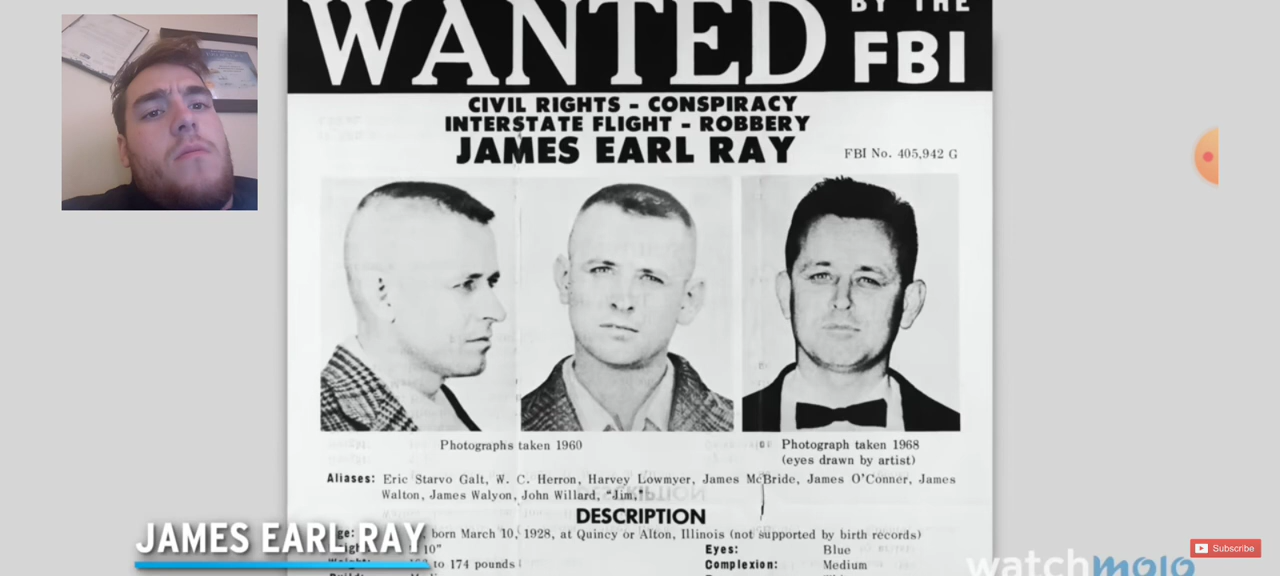 WANTED
BY THE
FBI
CIVIL RIGHTS - CONSPIRACY
INTERSTATE FLIGHT - ROBBERY
JAMES EARL RAY
FBI No. 405,942 G
Photographs taken 1960
Photograph taken 1968
(eyes drawn by artist)
Aliases: Eric Starvo Galt, W. C. Herron, Harvey Lowmyer, James McBride, James O'Conner, James
Walton, James Walyon, John Willard, "Jim,"
DESCRIPTION
born March 10, 1928, at Quincy or Alton, Illinois (not supported by birth records)
10"
Eyes: Blue
to 174 pounds
Complexion: Medium
JAMES EARL RAY
watchmojo
Subscribe